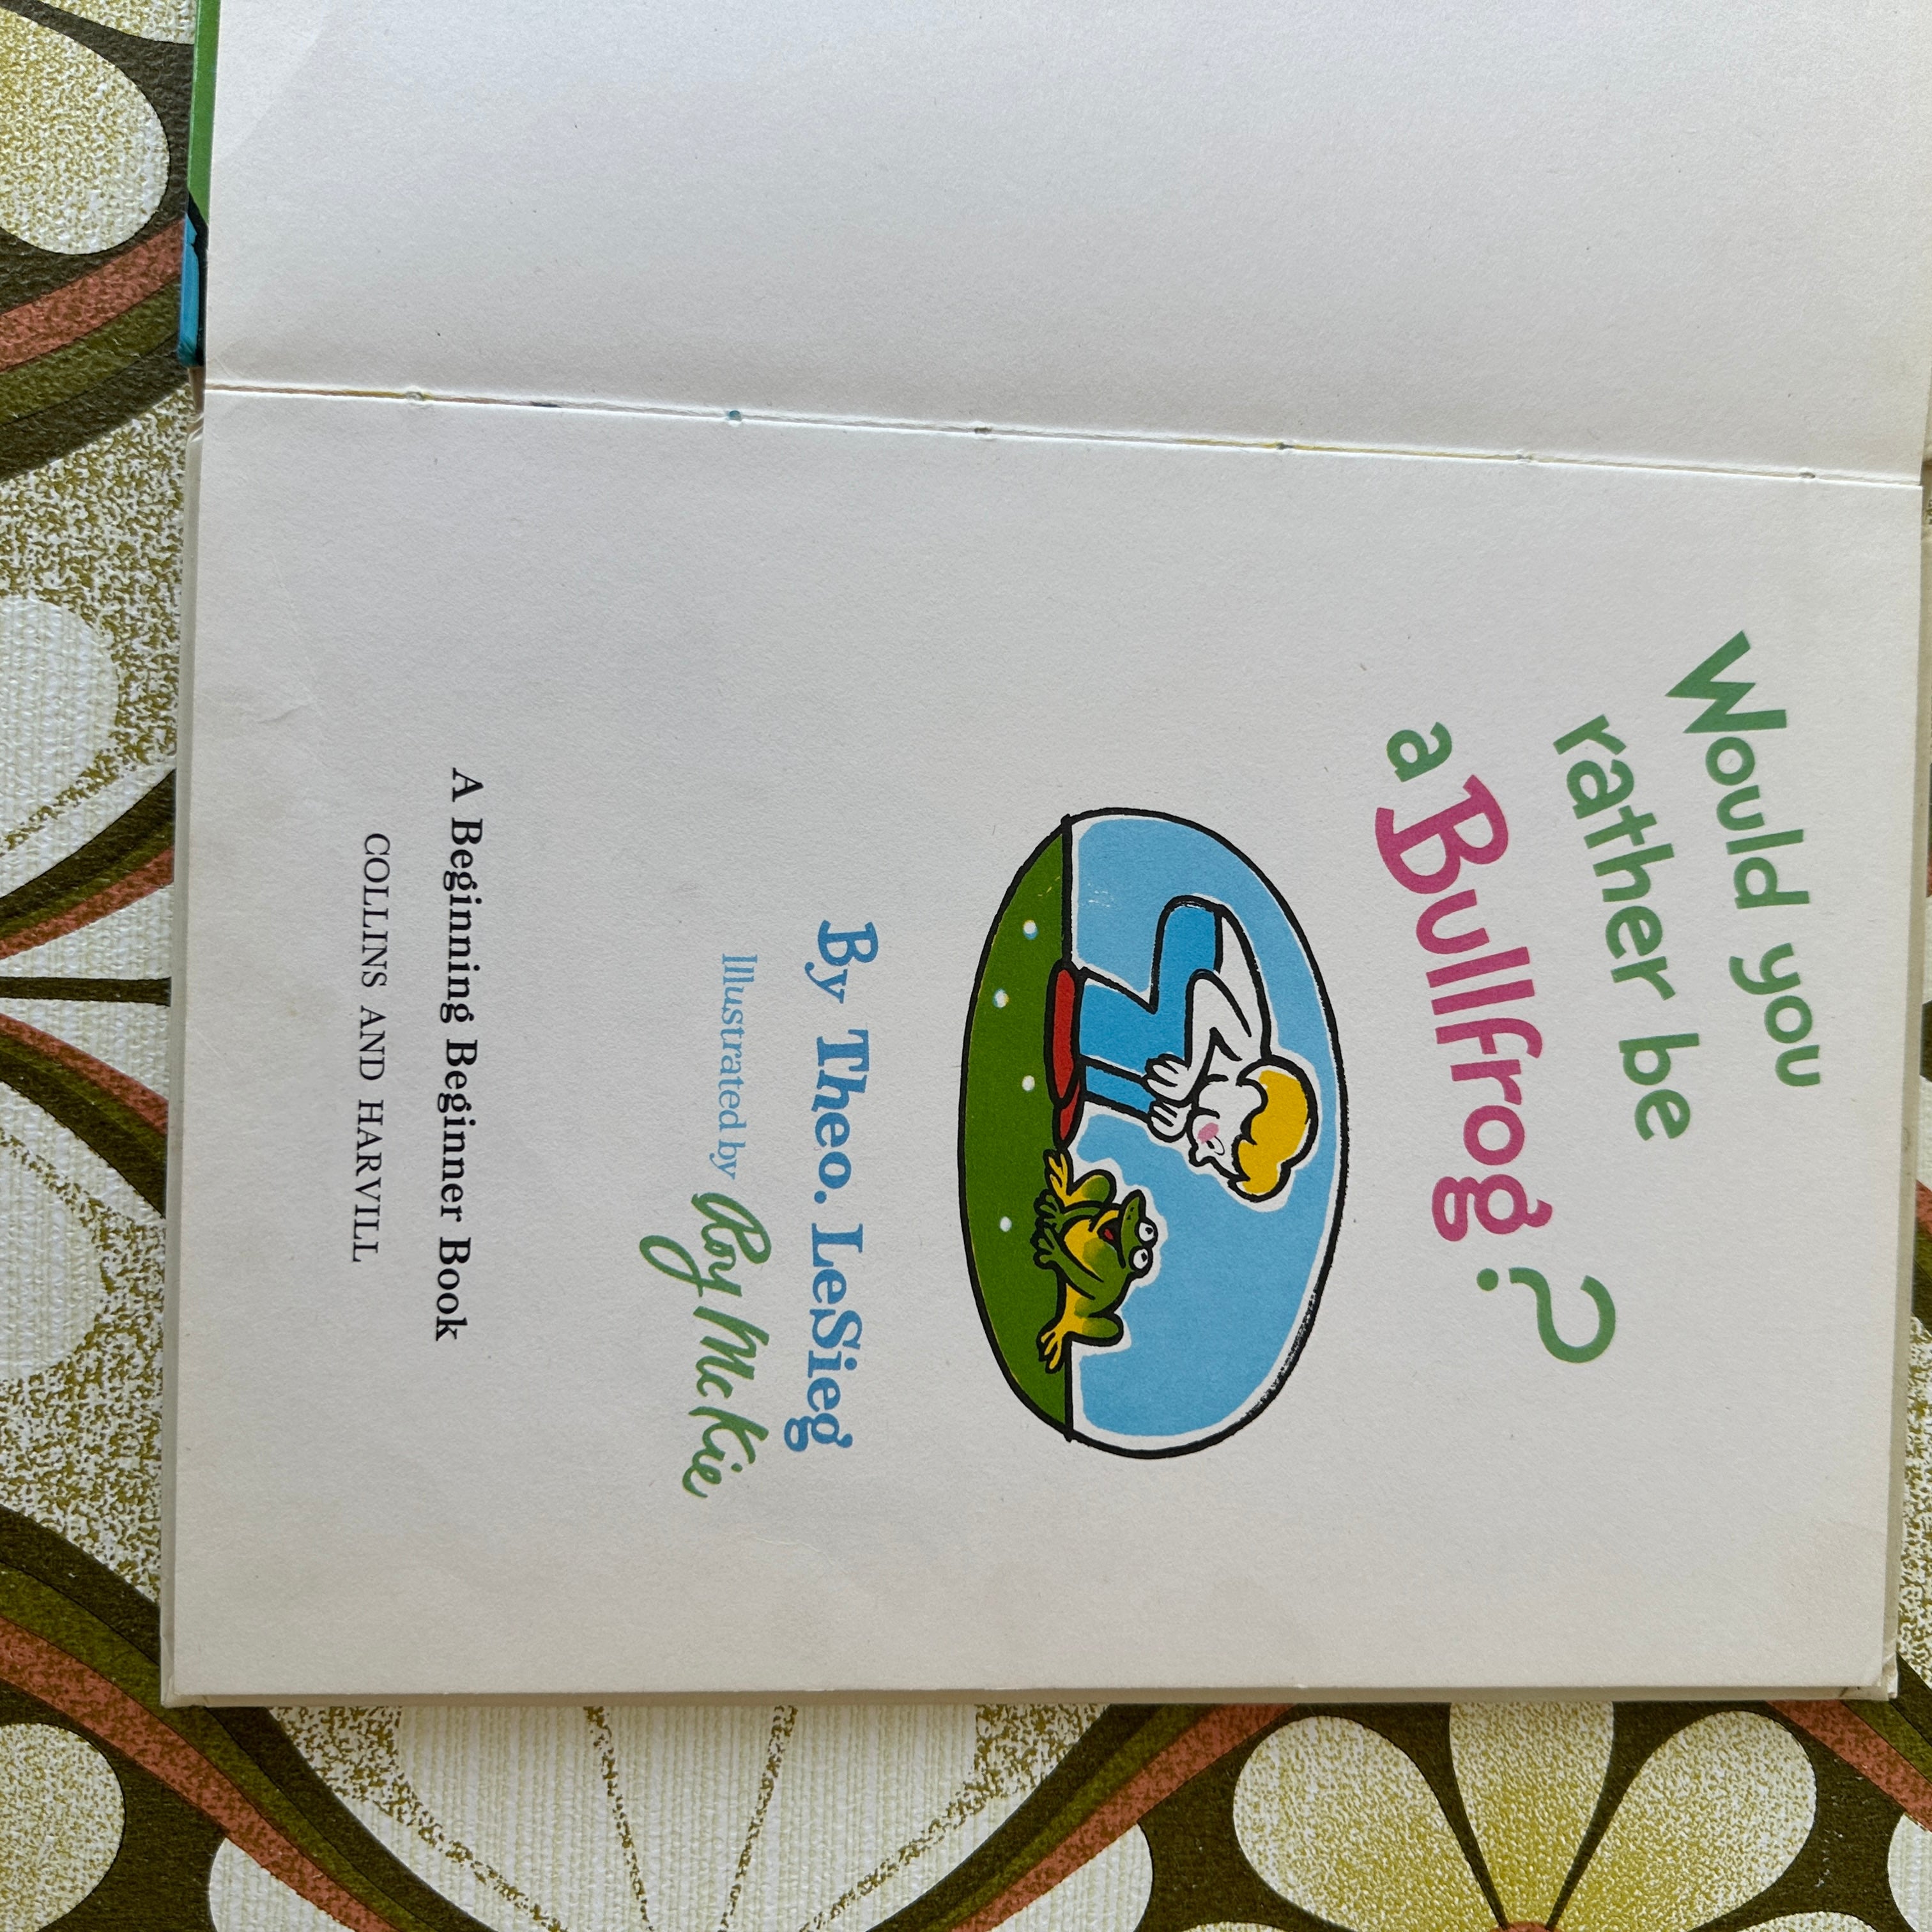 Would you
rather be
a Bullfrog?
By Theo. LeSieg
Illustrated by Roy McKie
A Beginning Beginner Book
COLLINS AND HARVILL